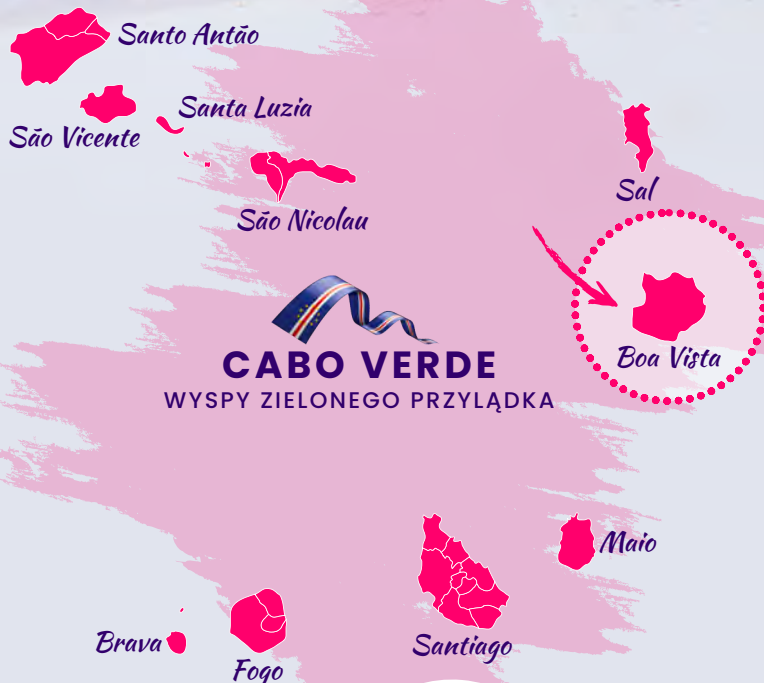 Santo Antão
Santa Luzia
São Vicente
Sal
São Nicolau
Boa Vista
CABO VERDE
WYSPY ZIELONEGO PRZYLĄDKA
Maio
Brava
Santiago
Fogo